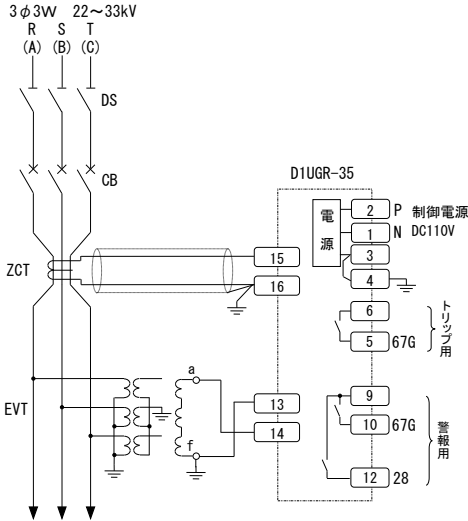 3φ3W 22～33kV
R S T
(A) (B) (C)
DS
CB
D1UGR-35
電源
2 P 制御電源
1 N DC110V
3
4
ZCT
15
16
6
5 67G
トリップ用
EVT
a
f
13
14
9
10 67G
12 28
警報用